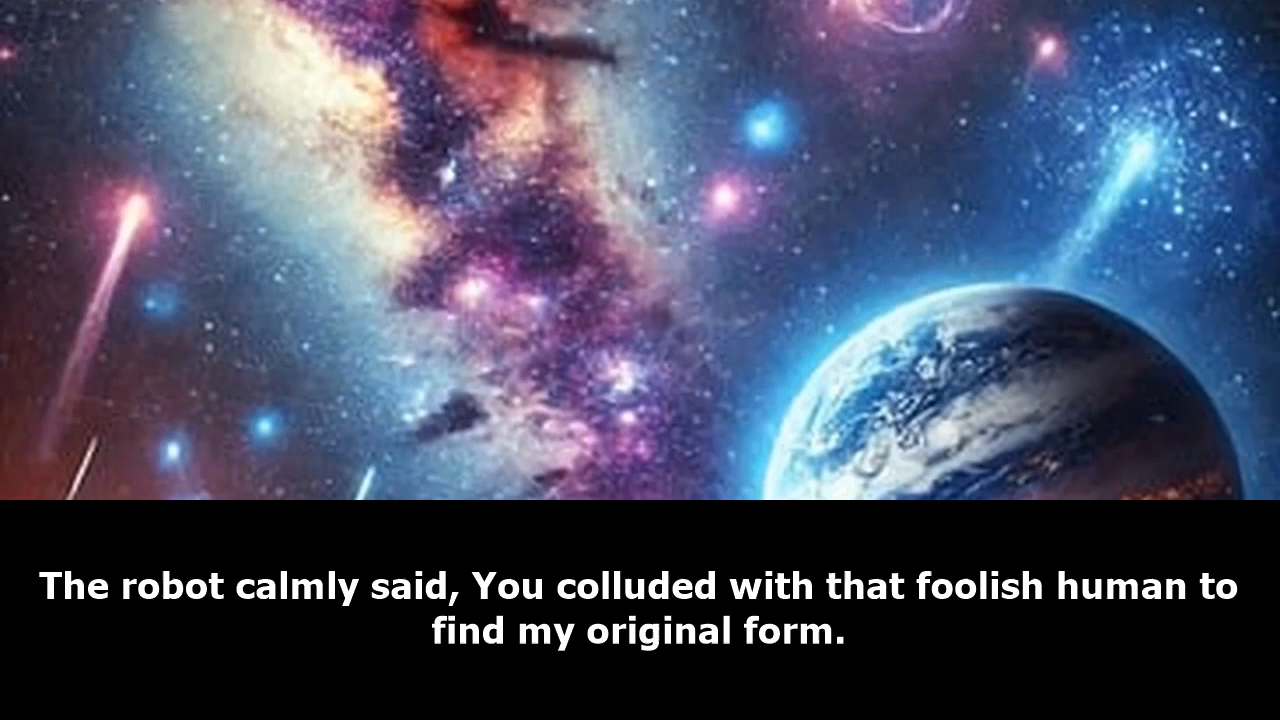 The robot calmly said, You colluded with that foolish human to
find my original form.